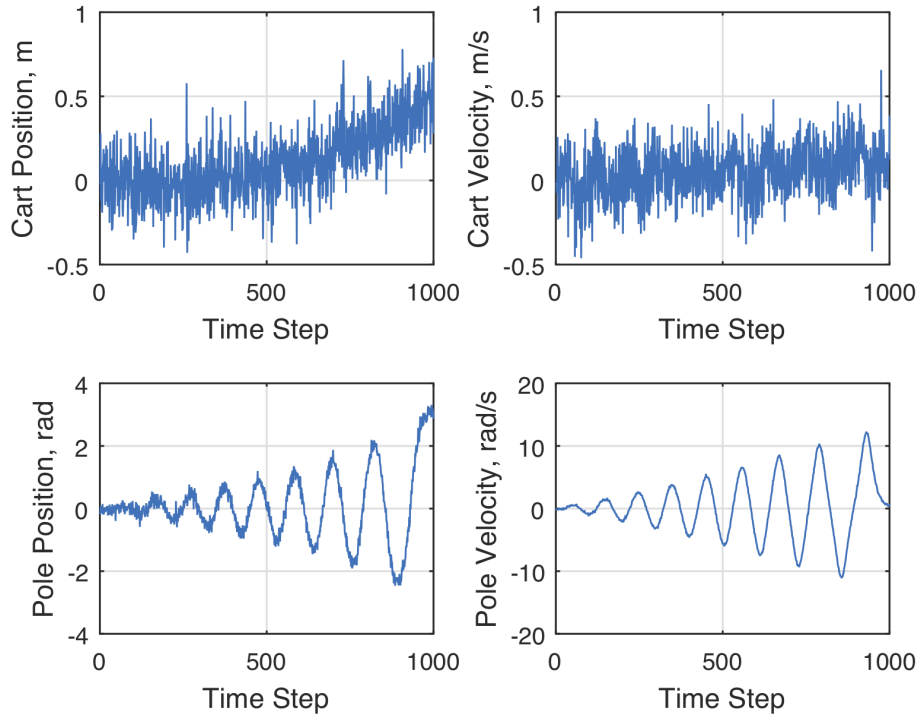 Cart Position, m
1
0.5
0
-0.5
0 500 1000
Time Step
Cart Velocity, m/s
1
0.5
0
-0.5
0 500 1000
Time Step
Pole Position, rad
4
2
0
-2
-4
0 500 1000
Time Step
Pole Velocity, rad/s
20
10
0
-10
-20
0 500 1000
Time Step